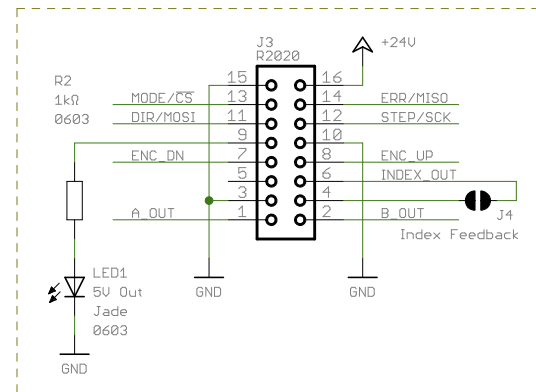 J3
R2020
+24V
R2
1kΩ
0603
15 16
MODE/C̅S̅ 13 14 ERR/MISO
DIR/MOSI 11 12 STEP/SCK
9 10
ENC_DN 7 8 ENC_UP
5 6 INDEX_OUT
3 4
A_OUT 1 2 B_OUT
J4
Index Feedback
LED1
5V Out
Jade
0603
GND
GND
GND